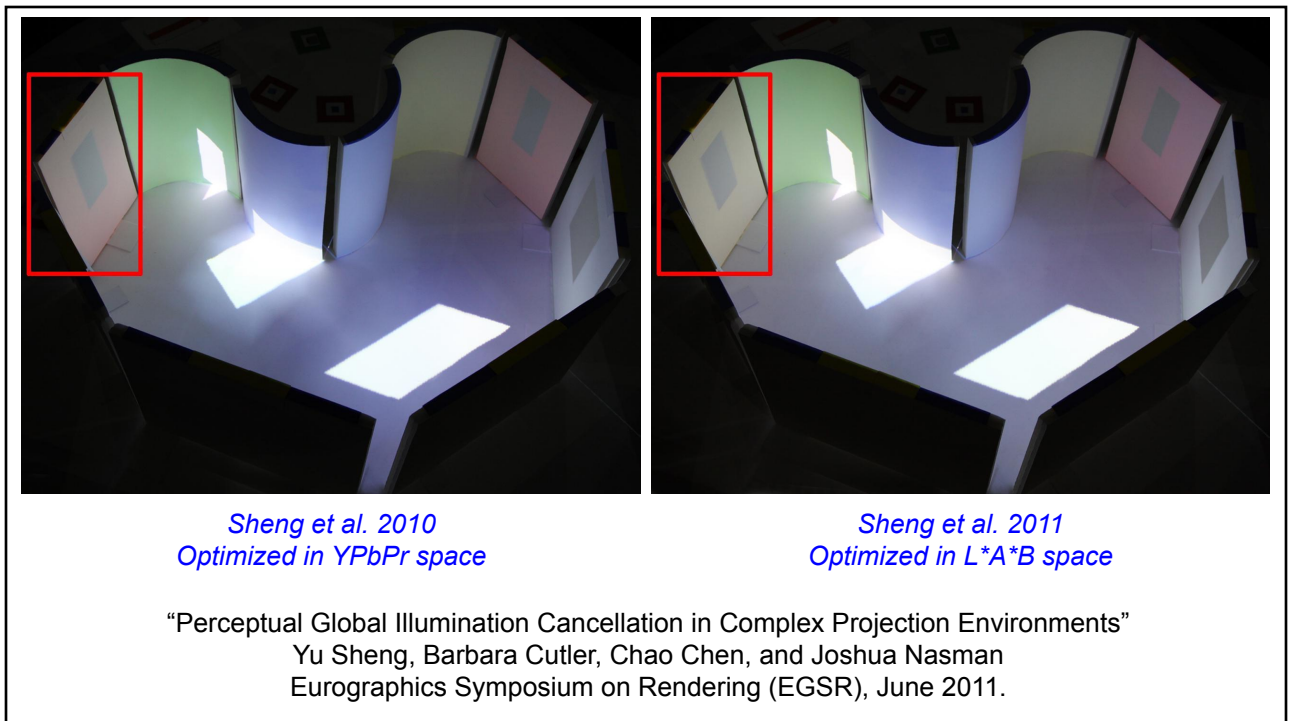 Sheng et al. 2010
Optimized in YPbPr space
Sheng et al. 2011
Optimized in L*A*B space
“Perceptual Global Illumination Cancellation in Complex Projection Environments”
Yu Sheng, Barbara Cutler, Chao Chen, and Joshua Nasman
Eurographics Symposium on Rendering (EGSR), June 2011.